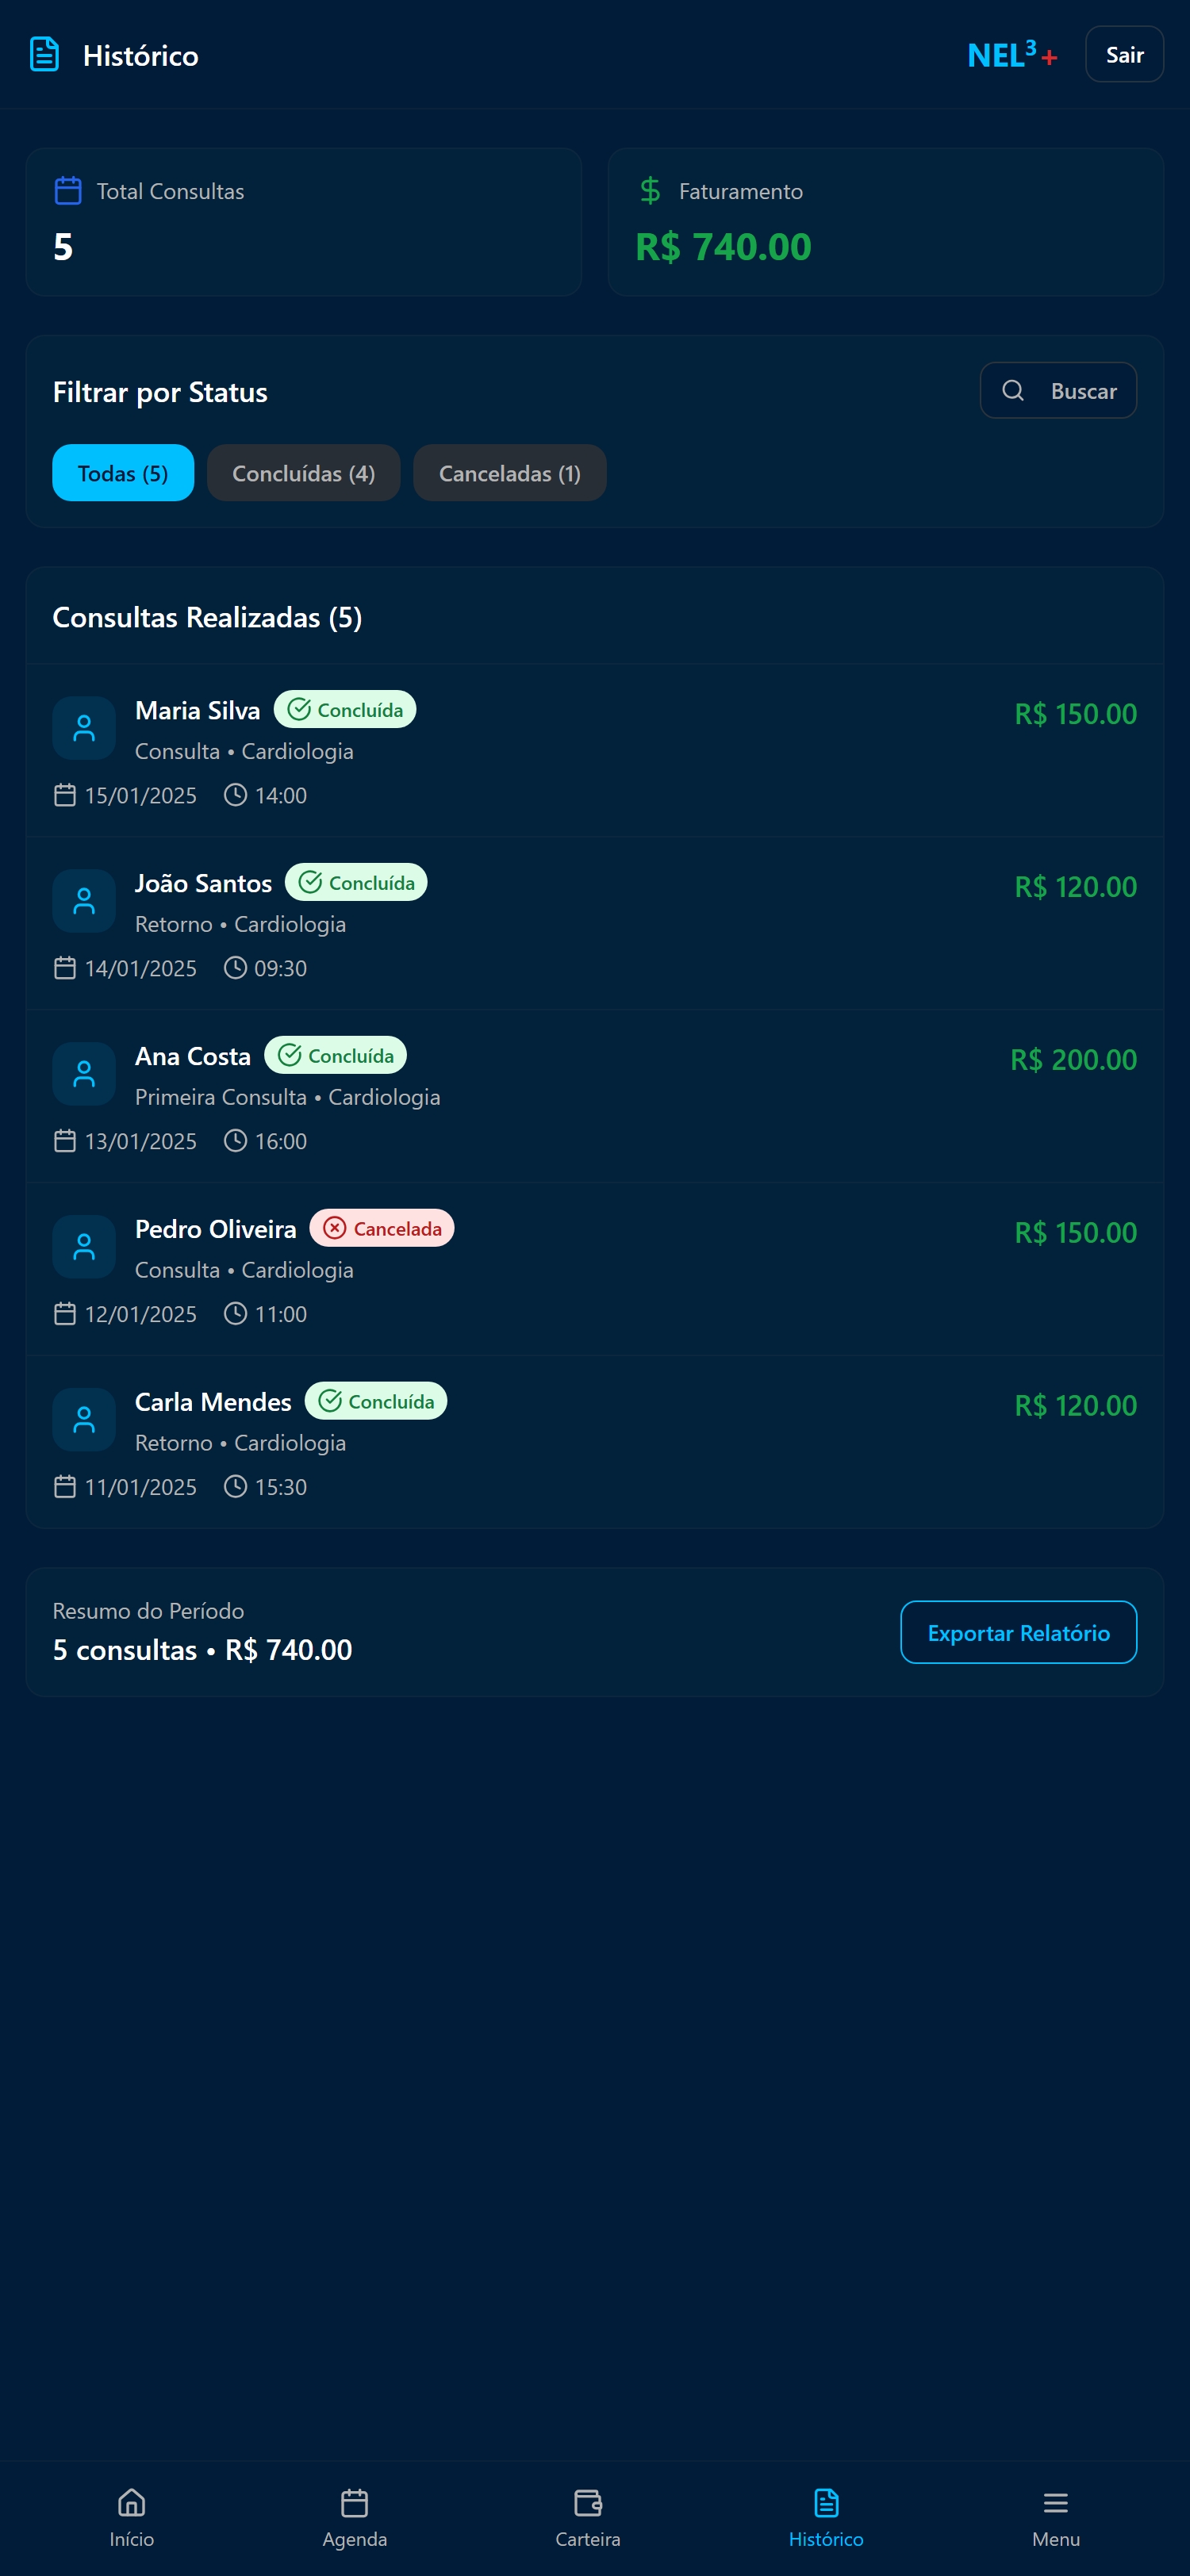 Histórico
NEL³+
Sair
Total Consultas
5
Faturamento
R$ 740.00
Filtrar por Status
Buscar
Todas (5)
Concluídas (4)
Canceladas (1)
Consultas Realizadas (5)
Maria Silva
Concluída
R$ 150.00
Consulta • Cardiologia
15/01/2025
14:00
João Santos
Concluída
R$ 120.00
Retorno • Cardiologia
14/01/2025
09:30
Ana Costa
Concluída
R$ 200.00
Primeira Consulta • Cardiologia
13/01/2025
16:00
Pedro Oliveira
Cancelada
R$ 150.00
Consulta • Cardiologia
12/01/2025
11:00
Carla Mendes
Concluída
R$ 120.00
Retorno • Cardiologia
11/01/2025
15:30
Resumo do Período
5 consultas • R$ 740.00
Exportar Relatório
Início
Agenda
Carteira
Histórico
Menu